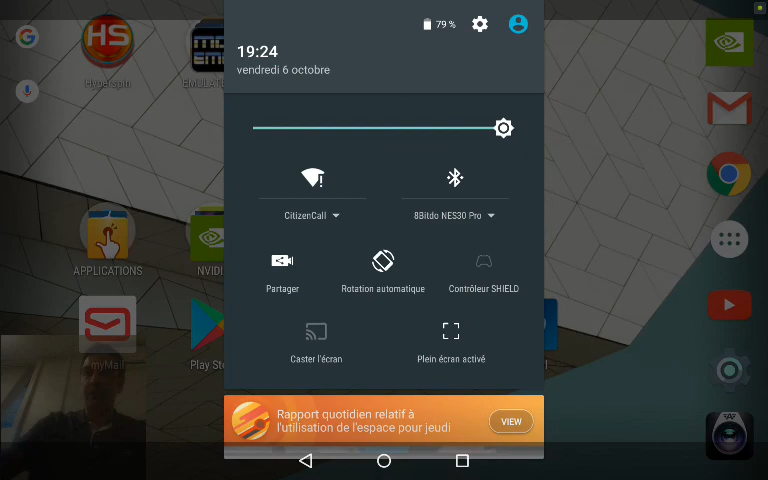 79 %
19:24
vendredi 6 octobre
HS
Hyperspin
CitizenCall
8Bitdo NES30 Pro
Partager
Rotation automatique
Contrôleur SHIELD
APPLICATIONS
NVIDI
Caster l'écran
Plein écran activé
myMail
Play Sto
Rapport quotidien relatif à
l'utilisation de l'espace pour jeudi
VIEW